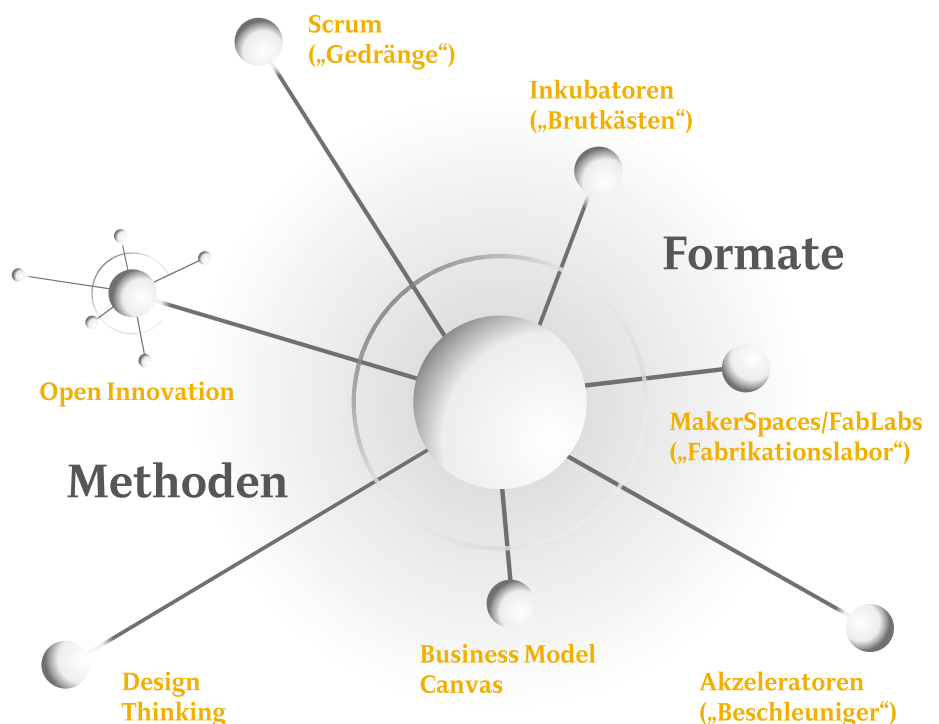 Scrum
(„Gedränge“)
Inkubatoren
(„Brutkästen“)
Formate
Open Innovation
MakerSpaces/FabLabs
(„Fabrikationslabor“)
Methoden
Business Model
Canvas
Design
Thinking
Akzeleratoren
(„Beschleuniger“)